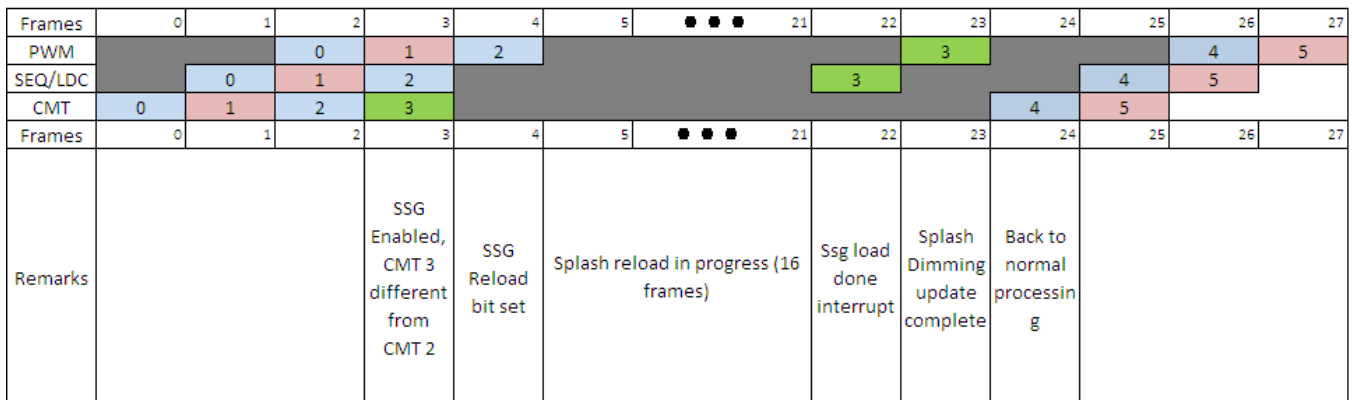 Frames 0 1 2 3 4 5 ● ● ● 21 22 23 24 25 26 27
PWM 0 1 2 3 4 5
SEQ/LDC 0 1 2 3 4 5
CMT 0 1 2 3 4 5
Frames 0 1 2 3 4 5 ● ● ● 21 22 23 24 25 26 27
Remarks
SSG
Enabled,
CMT 3
different
from
CMT 2
SSG
Reload
bit set
Splash reload in progress (16
frames)
Ssg load
done
interrupt
Splash
Dimming
update
complete
Back to
normal
processin
g